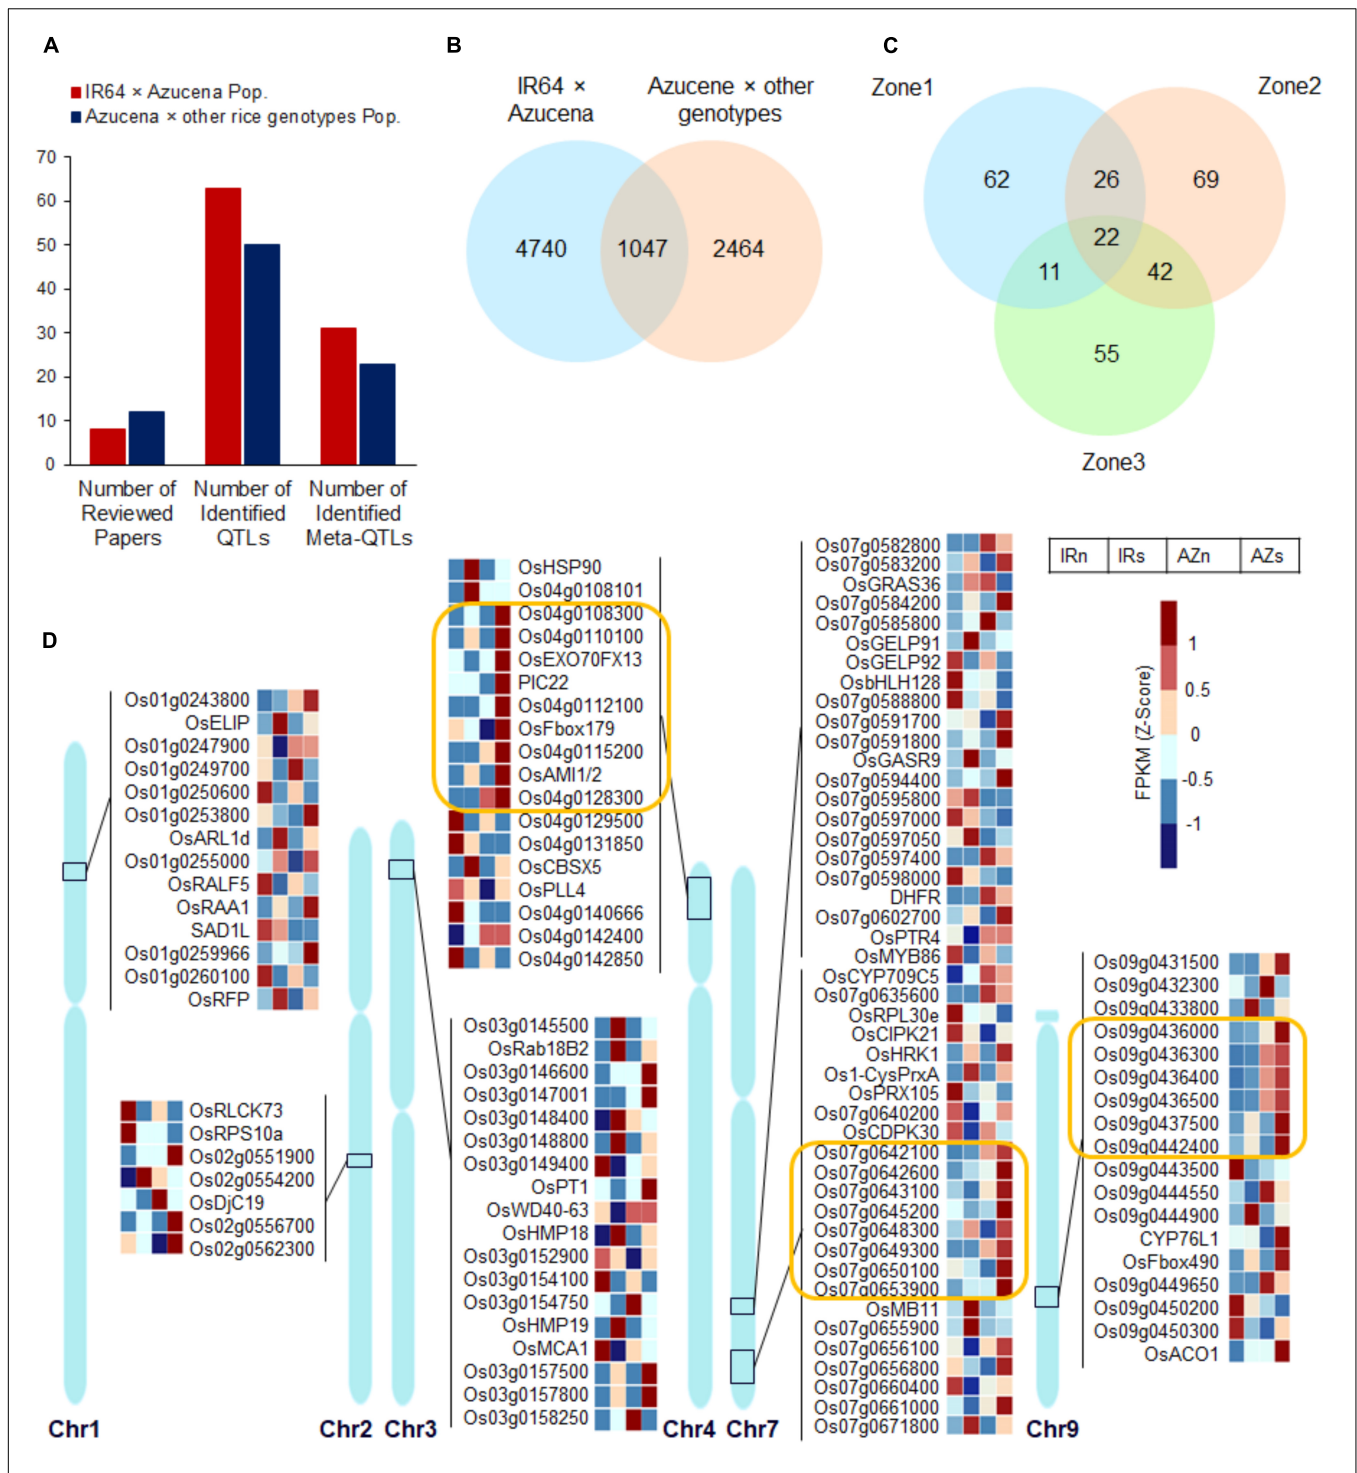 A
B
C
IR64 × Azucena Pop.
Azucena × other rice genotypes Pop.
70
60
50
40
30
20
10
0
Number of
Reviewed
Papers
Number of
Identified
QTLs
Number of
Identified
Meta-QTLs
IR64 ×
Azucena
Azucene × other
genotypes
4740
1047
2464
Zone1
Zone2
62
26
69
22
11
42
55
Zone3
D
Os01g0243800
OsELIP
Os01g0247900
Os01g0249700
Os01g0250600
Os01g0253800
OsARL1d
Os01g0255000
OsRALF5
OsRAA1
SAD1L
Os01g0259966
Os01g0260100
OsRFP
OsRLCK73
OsRPS10a
Os02g0551900
Os02g0554200
OsDjC19
Os02g0556700
Os02g0562300
OsHSP90
Os04g0108101
Os04g0108300
Os04g0110100
OsEXO70FX13
PIC22
Os04g0112100
OsFbox179
Os04g0115200
OsAMI1/2
Os04g0128300
Os04g0129500
Os04g0131850
OsCBSX5
OsPLL4
Os04g0140666
Os04g0142400
Os04g0142850
Os03g0145500
OsRab18B2
Os03g0146600
Os03g0147001
Os03g0148400
Os03g0148800
Os03g0149400
OsPT1
OsWD40-63
OsHMP18
Os03g0152900
Os03g0154100
Os03g0154750
OsHMP19
OsMCA1
Os03g0157500
Os03g0157800
Os03g0158250
Os07g0582800
Os07g0583200
OsGRAS36
Os07g0584200
Os07g0585800
OsGELP91
OsGELP92
OsbHLH128
Os07g0588800
Os07g0591700
Os07g0591800
OsGASR9
Os07g0594400
Os07g0595800
Os07g0597000
Os07g0597050
Os07g0597400
Os07g0598000
DHFR
Os07g0602700
OsPTR4
OsMYB86
OsCYP709C5
Os07g0635600
OsRPL30e
OsCIPK21
OsHRK1
Os1-CysPrxA
OsPRX105
Os07g0640200
OsCDPK30
Os07g0642100
Os07g0642600
Os07g0643100
Os07g0645200
Os07g0648300
Os07g0649300
Os07g0650100
Os07g0653900
OsMB11
Os07g0655900
Os07g0656100
Os07g0656800
Os07g0660400
Os07g0661000
Os07g0671800
IRn IRs AZn AZs
FPKM (Z-Score)
1
0.5
0
-0.5
-1
Os09g0431500
Os09g0432300
Os09g0433800
Os09g0436000
Os09g0436300
Os09g0436400
Os09g0436500
Os09g0437500
Os09g0442400
Os09g0443500
Os09g0444550
Os09g0444900
CYP76L1
OsFbox490
Os09g0449650
Os09g0450200
Os09g0450300
OsACO1
Chr1
Chr2
Chr3
Chr4
Chr7
Chr9